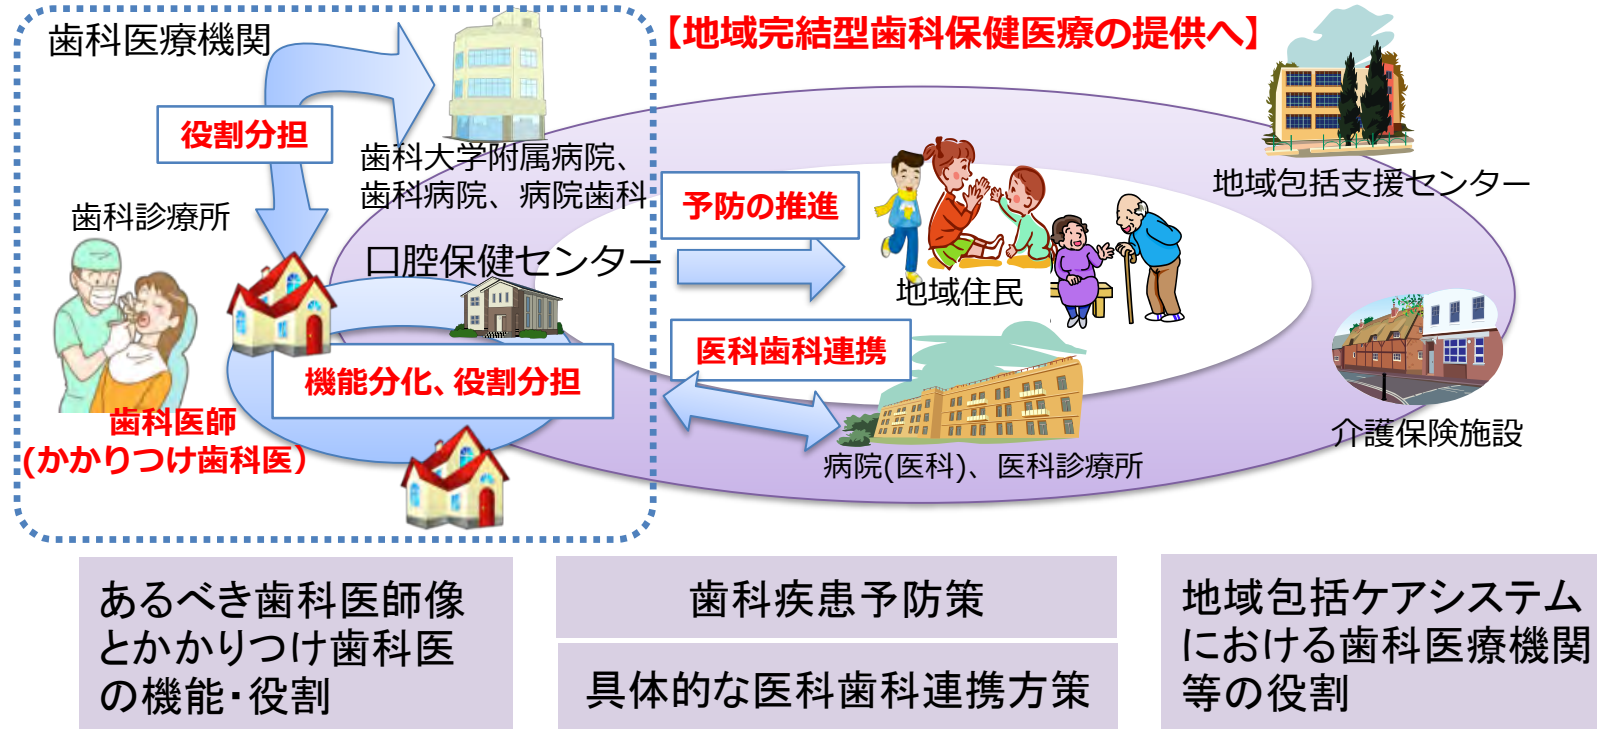 歯科医療機関
【地域完結型歯科保健医療の提供へ】
役割分担
歯科大学附属病院、
歯科病院、病院歯科
歯科診療所
口腔保健センター
予防の推進
地域住民
地域包括支援センター
医科歯科連携
機能分化、役割分担
歯科医師
(かかりつけ歯科医)
病院(医科)、医科診療所
介護保険施設
あるべき歯科医師像
とかかりつけ歯科医
の機能・役割
歯科疾患予防策
具体的な医科歯科連携方策
地域包括ケアシステム
における歯科医療機関
等の役割